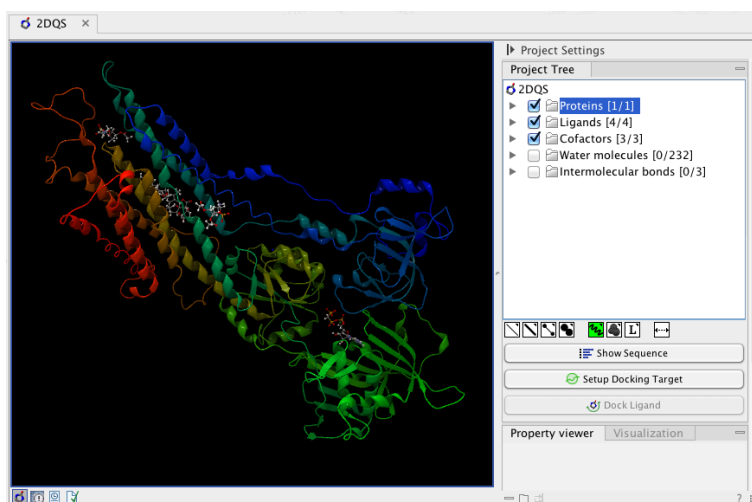 2DQS ×
Project Settings
Project Tree
2DQS
Proteins [1/1]
Ligands [4/4]
Cofactors [3/3]
Water molecules [0/232]
Intermolecular bonds [0/3]
L
Show Sequence
Setup Docking Target
Dock Ligand
Property viewer
Visualization
?